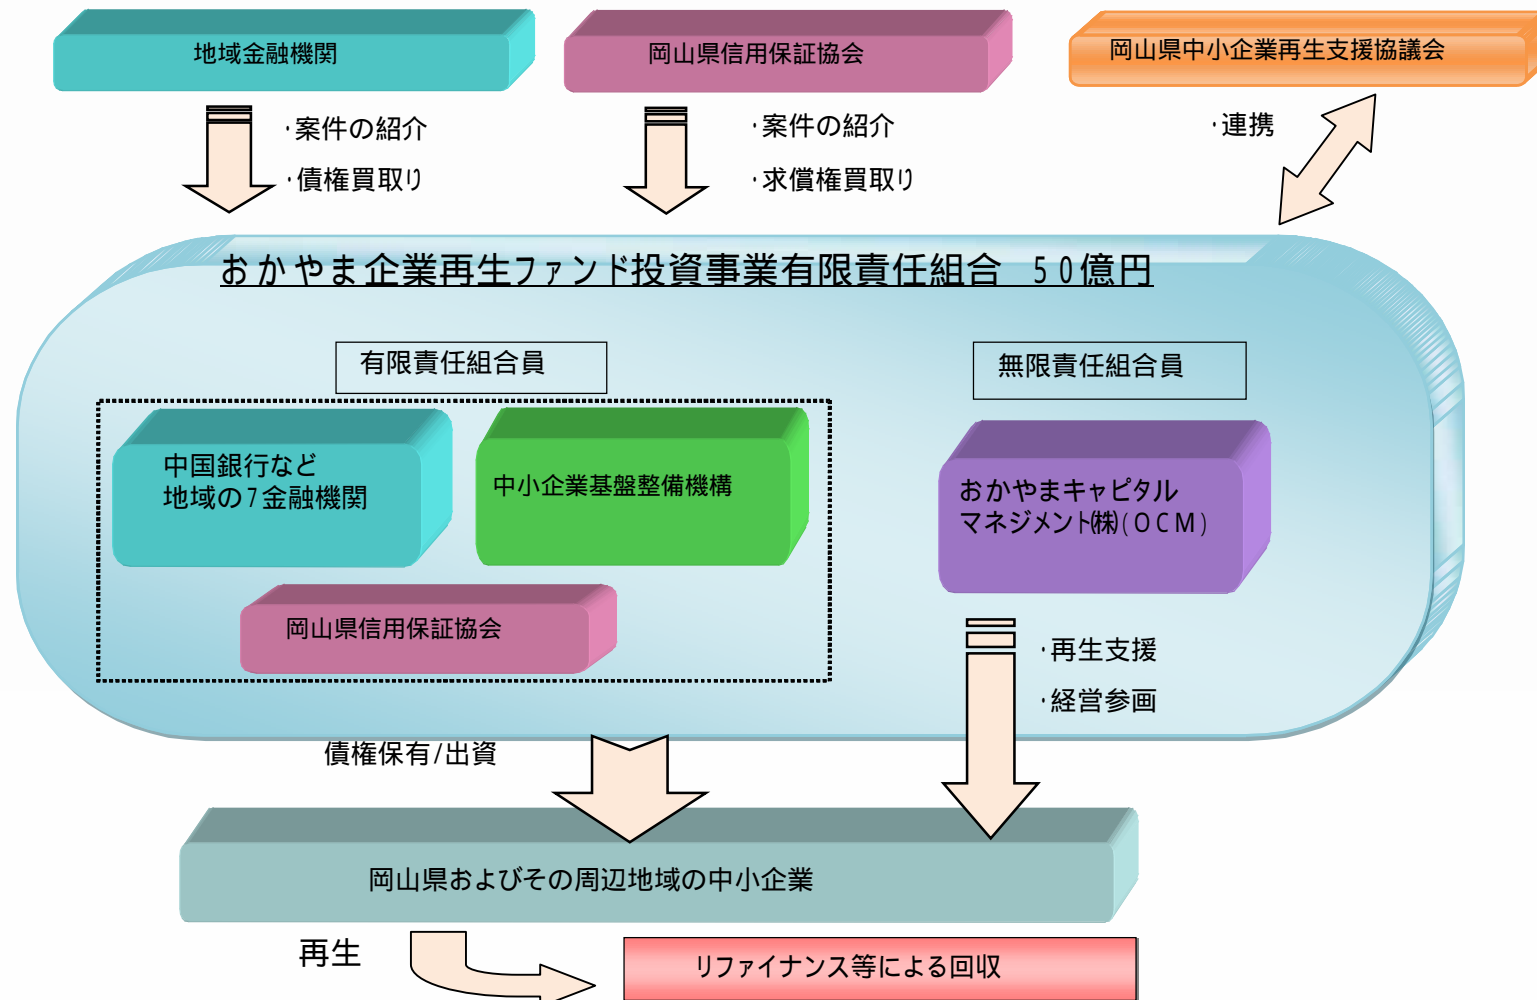 地域金融機関
岡山県信用保証協会
岡山県中小企業再生支援協議会
・案件の紹介
・債権買取り
・案件の紹介
・求償権買取り
・連携
おかやま企業再生ファンド投資事業有限責任組合　50億円
有限責任組合員
無限責任組合員
中国銀行など
地域の7金融機関
中小企業基盤整備機構
岡山県信用保証協会
おかやまキャピタル
マネジメント㈱(OCM)
・再生支援
・経営参画
債権保有/出資
岡山県およびその周辺地域の中小企業
再生
リファイナンス等による回収